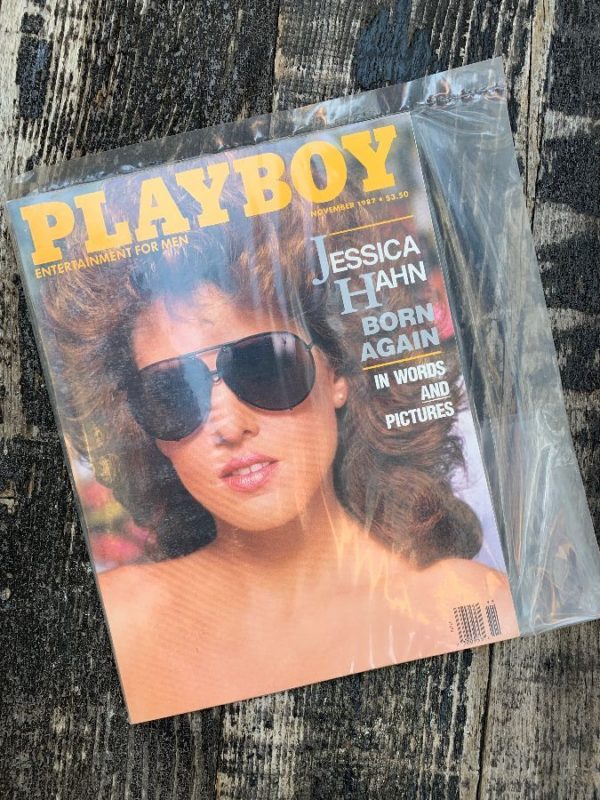 PLAYBOY
ENTERTAINMENT FOR MEN
NOVEMBER 1987 • $3.50
JESSICA
HAHN
BORN
AGAIN
IN WORDS
AND
PICTURES